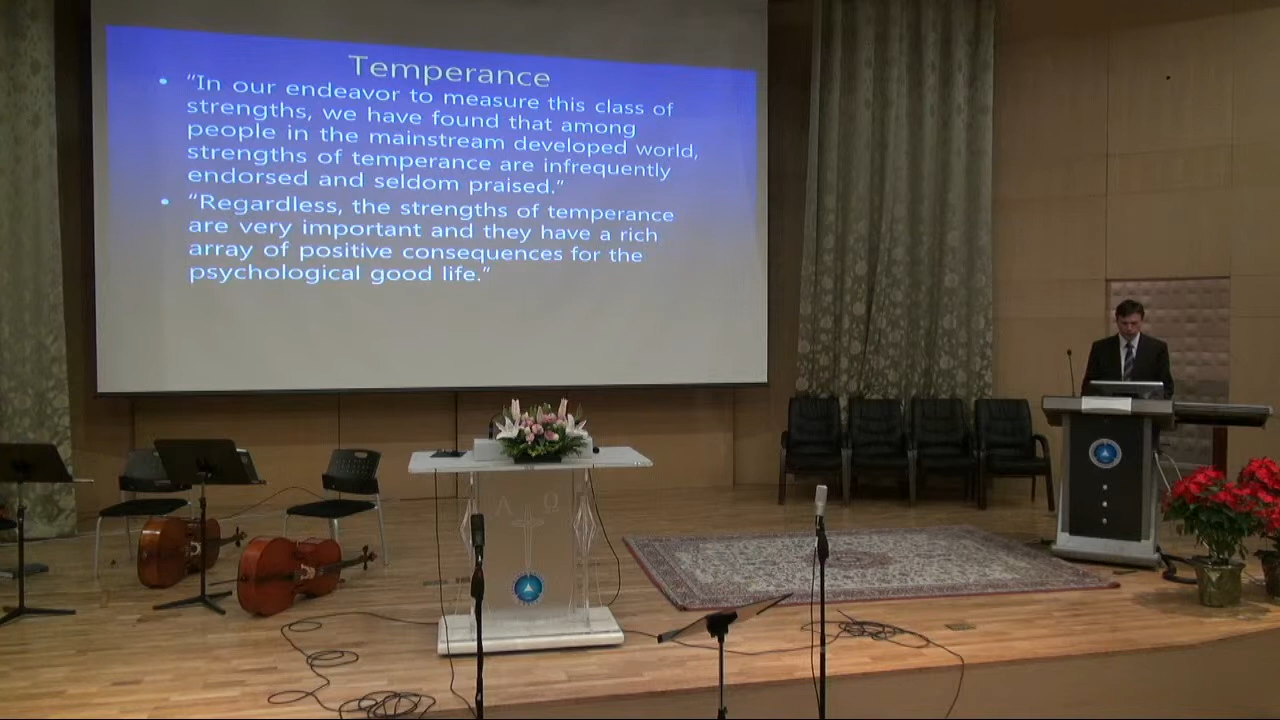 Temperance
• “In our endeavor to measure this class of
strengths, we have found that among
people in the mainstream developed world,
strengths of temperance are infrequently
endorsed and seldom praised.”
• “Regardless, the strengths of temperance
are very important and they have a rich
array of positive consequences for the
psychological good life.”
Α Ω